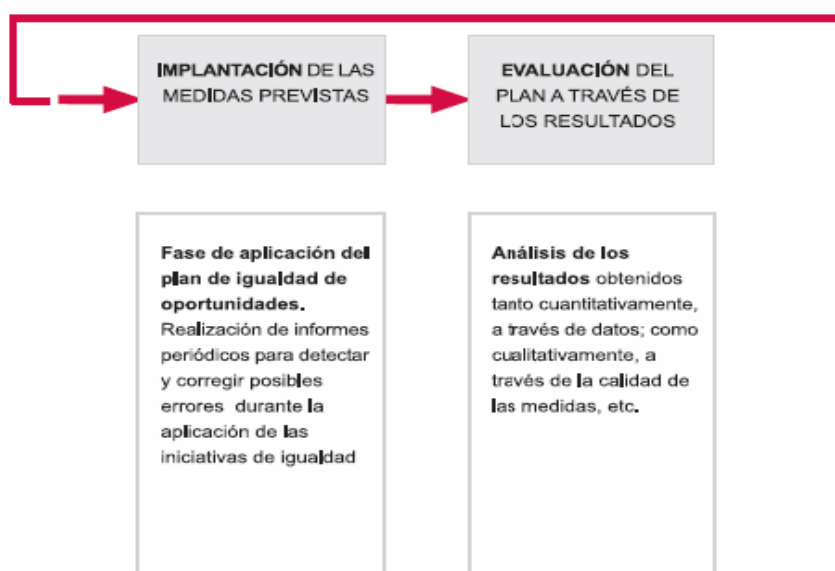 IMPLANTACIÓN DE LAS
MEDIDAS PREVISTAS
EVALUACIÓN DEL
PLAN A TRAVÉS DE
LOS RESULTADOS
Fase de aplicación del
plan de igualdad de
oportunidades.
Realización de informes
periódicos para detectar
y corregir posibles
errores durante la
aplicación de las
iniciativas de igualdad
Análisis de los
resultados obtenidos
tanto cuantitativamente,
a través de datos; como
cualitativamente, a
través de la calidad de
las medidas, etc.